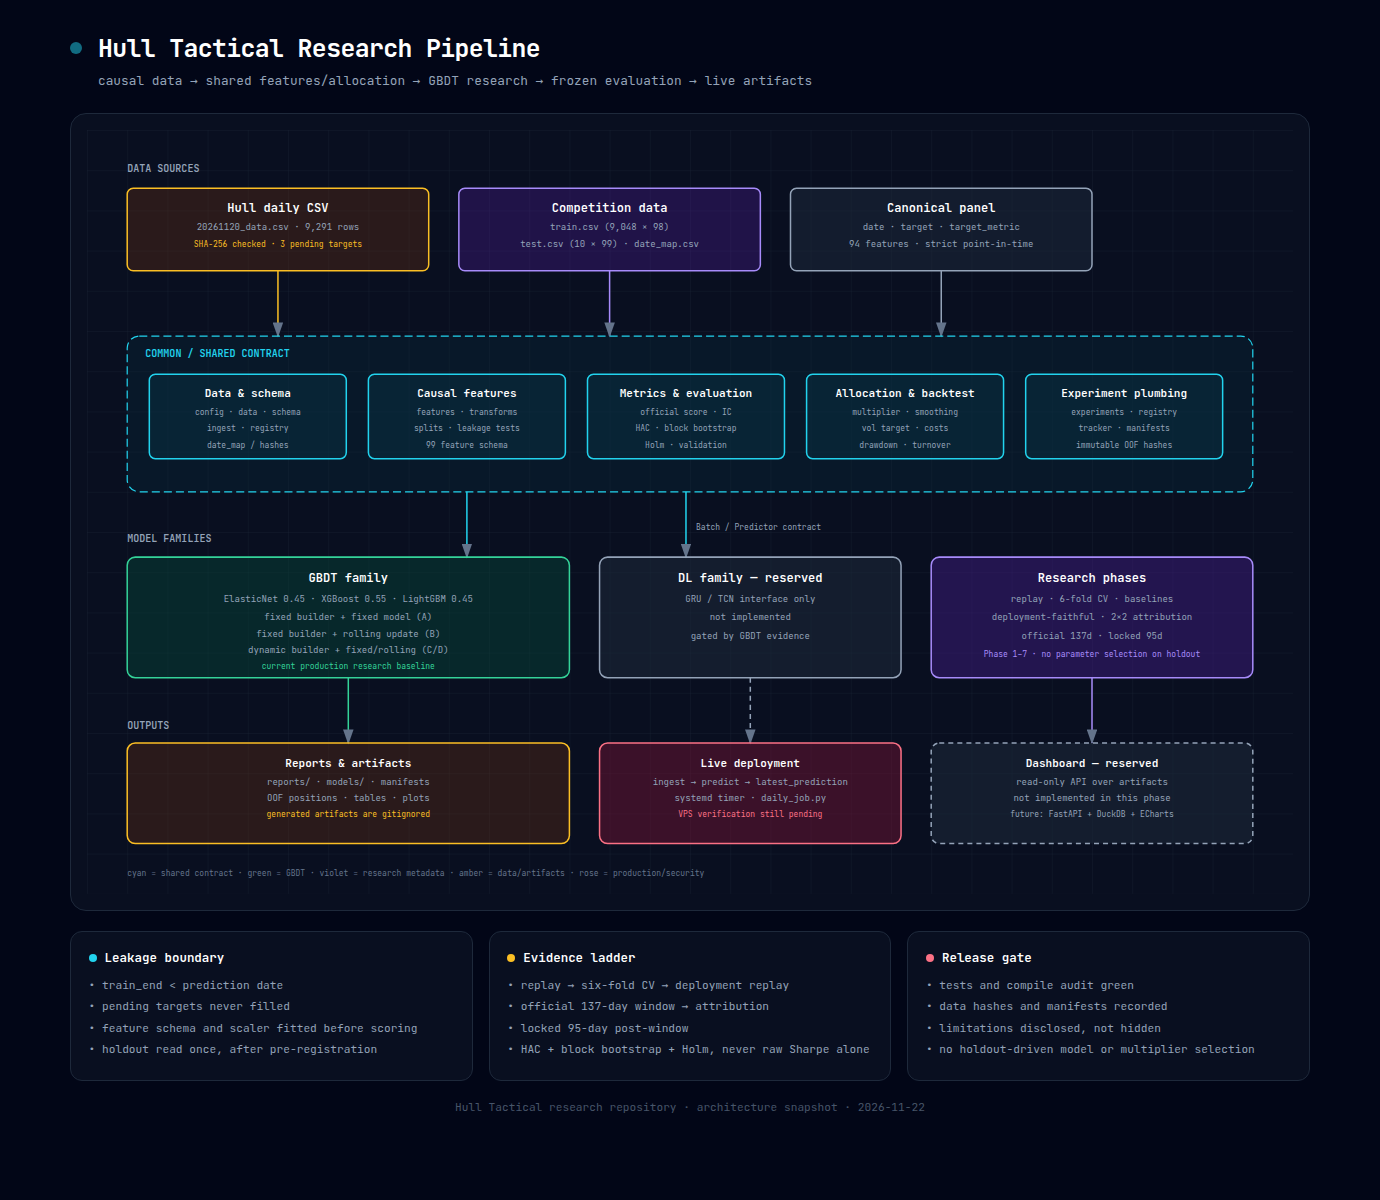 Hull Tactical Research Pipeline
causal data → shared features/allocation → GBDT research → frozen evaluation → live artifacts
DATA SOURCES
Hull daily CSV
20261120_data.csv · 9,291 rows
SHA-256 checked · 3 pending targets
Competition data
train.csv (9,048 × 98)
test.csv (10 × 99) · date_map.csv
Canonical panel
date · target · target_metric
94 features · strict point-in-time
COMMON / SHARED CONTRACT
Data & schema
config · data · schema
ingest · registry
date_map / hashes
Causal features
features · transforms
splits · leakage tests
99 feature schema
Metrics & evaluation
official score · IC
HAC · block bootstrap
Holm · validation
Allocation & backtest
multiplier · smoothing
vol target · costs
drawdown · turnover
Experiment plumbing
experiments · registry
tracker · manifests
immutable OOF hashes
Batch / Predictor contract
MODEL FAMILIES
GBDT family
ElasticNet 0.45 · XGBoost 0.55 · LightGBM 0.45
fixed builder + fixed model (A)
fixed builder + rolling update (B)
dynamic builder + fixed/rolling (C/D)
current production research baseline
DL family — reserved
GRU / TCN interface only
not implemented
gated by GBDT evidence
Research phases
replay · 6-fold CV · baselines
deployment-faithful · 2×2 attribution
official 137d · locked 95d
Phase 1–7 · no parameter selection on holdout
OUTPUTS
Reports & artifacts
reports/ · models/ · manifests
OOF positions · tables · plots
generated artifacts are gitignored
Live deployment
ingest → predict → latest_prediction
systemd timer · daily_job.py
VPS verification still pending
Dashboard — reserved
read-only API over artifacts
not implemented in this phase
future: FastAPI + DuckDB + ECharts
cyan = shared contract · green = GBDT · violet = research metadata · amber = data/artifacts · rose = production/security
Leakage boundary
• train_end < prediction date
• pending targets never filled
• feature schema and scaler fitted before scoring
• holdout read once, after pre-registration
Evidence ladder
• replay → six-fold CV → deployment replay
• official 137-day window → attribution
• locked 95-day post-window
• HAC + block bootstrap + Holm, never raw Sharpe alone
Release gate
• tests and compile audit green
• data hashes and manifests recorded
• limitations disclosed, not hidden
• no holdout-driven model or multiplier selection
Hull Tactical research repository · architecture snapshot · 2026-11-22